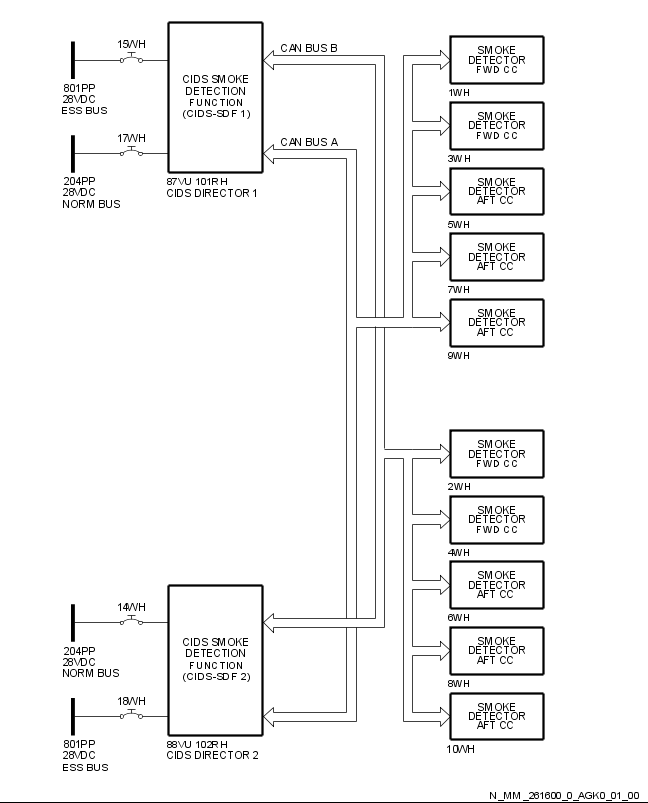 15WH
801PP
28VDC
ESS BUS
17WH
204PP
28VDC
NORM BUS
CIDS SMOKE
DETECTION
FUNCTION
(CIDS-SDF 1)
87VU 101RH
CIDS DIRECTOR 1
CAN BUS B
CAN BUS A
SMOKE
DETECTOR
FWD CC
1WH
SMOKE
DETECTOR
FWD CC
3WH
SMOKE
DETECTOR
AFT CC
5WH
SMOKE
DETECTOR
AFT CC
7WH
SMOKE
DETECTOR
AFT CC
9WH
SMOKE
DETECTOR
FWD CC
2WH
SMOKE
DETECTOR
FWD CC
4WH
SMOKE
DETECTOR
AFT CC
6WH
SMOKE
DETECTOR
AFT CC
8WH
SMOKE
DETECTOR
AFT CC
10WH
14WH
204PP
28VDC
NORM BUS
18WH
801PP
28VDC
ESS BUS
CIDS SMOKE
DETECTION
FUNCTION
(CIDS-SDF 2)
88VU 102RH
CIDS DIRECTOR 2
N_MM_261600_0_AGK0_01_00